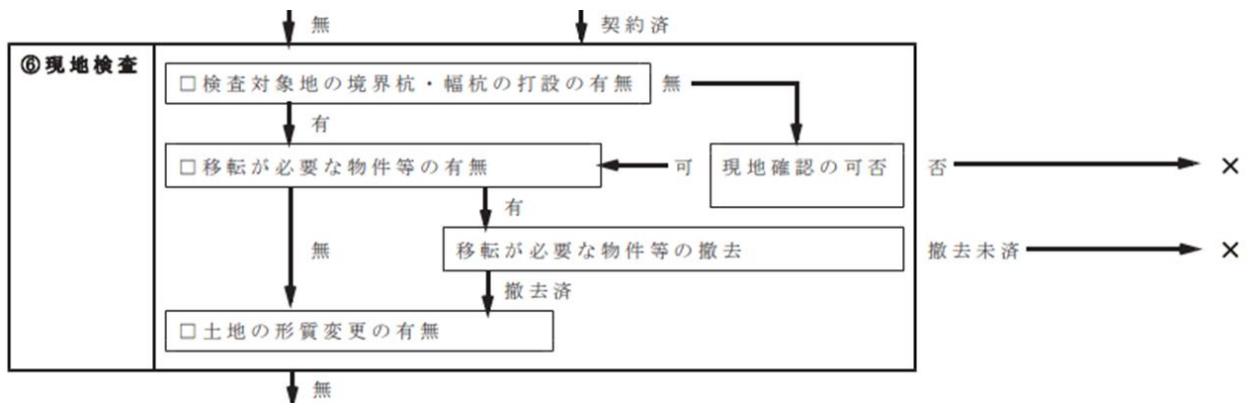 無
契約済
⑥現地検査
□検査対象地の境界杭・幅杭の打設の有無
無
有
□移転が必要な物件等の有無
可
現地確認の可否
否
×
有
無
移転が必要な物件等の撤去
撤去未済
×
撤去済
□土地の形質変更の有無
無